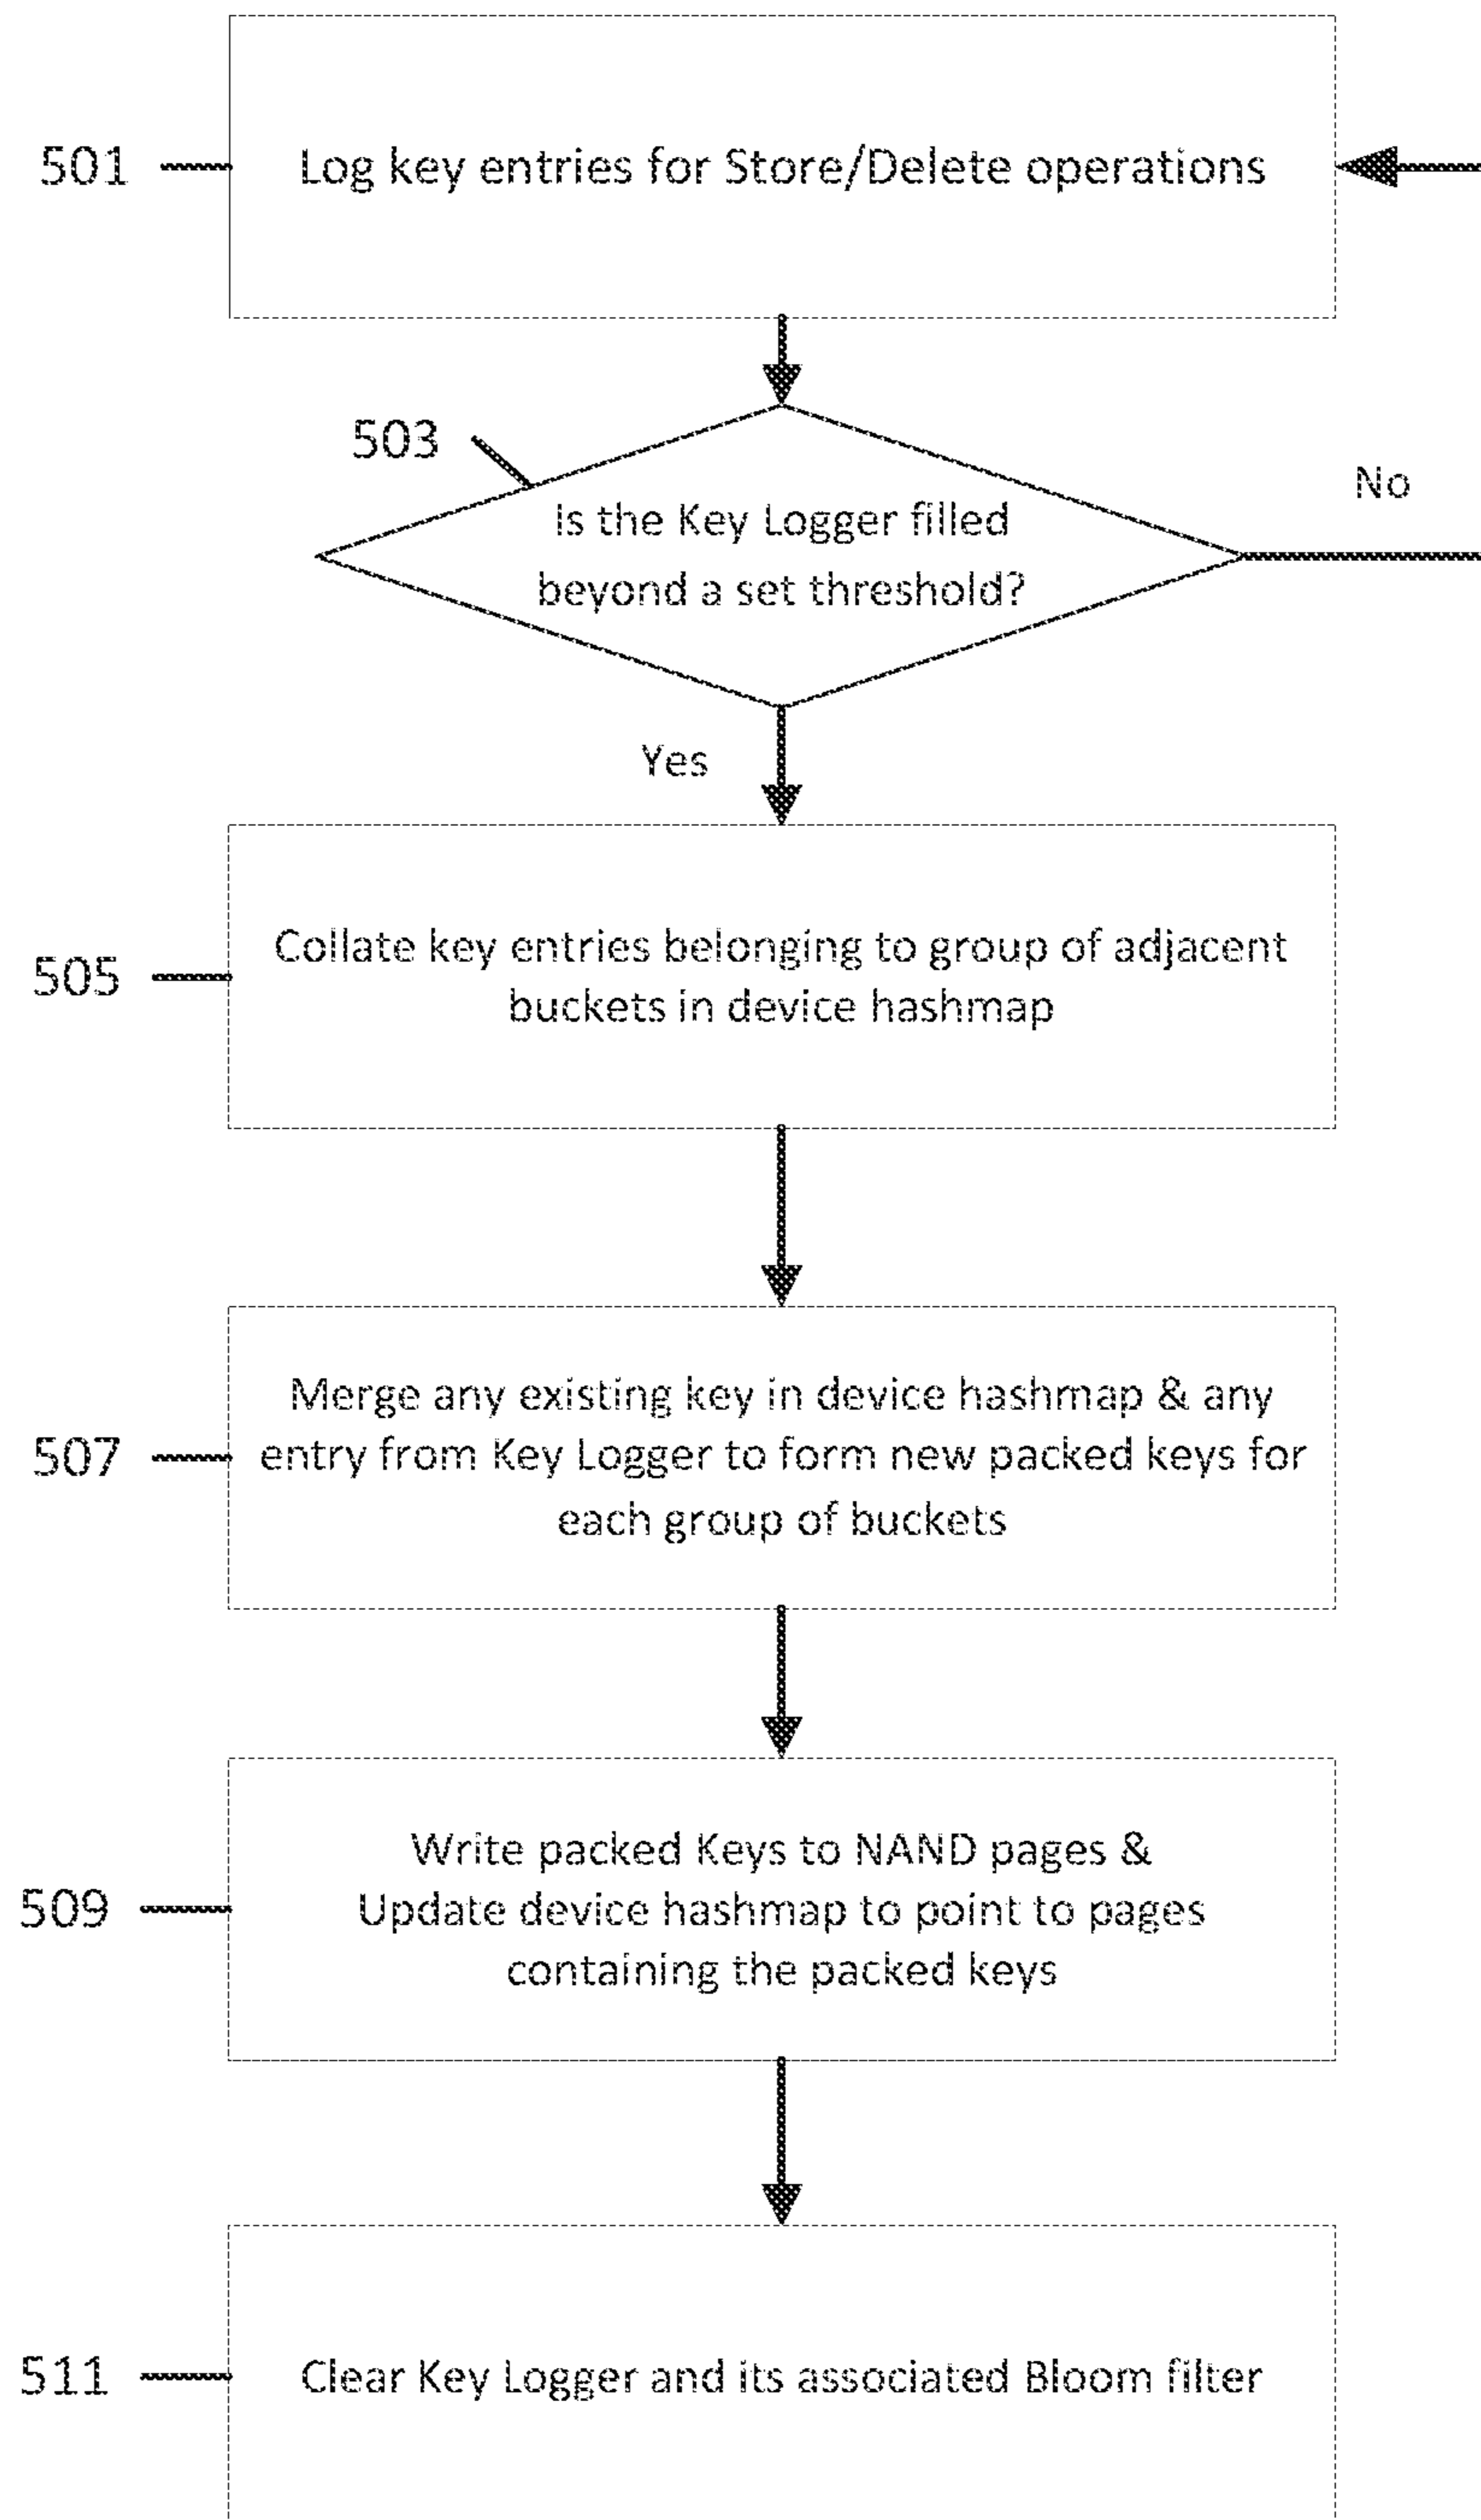 501
Log key entries for Store/Delete operations
503
No
Is the Key Logger filled
beyond a set threshold?
Yes
505
Collate key entries belonging to group of adjacent
buckets in device hashmap
507
Merge any existing key in device hashmap & any
entry from Key Logger to form new packed keys for
each group of buckets
509
Write packed Keys to NAND pages &
Update device hashmap to point to pages
containing the packed keys
511
Clear Key Logger and its associated Bloom filter